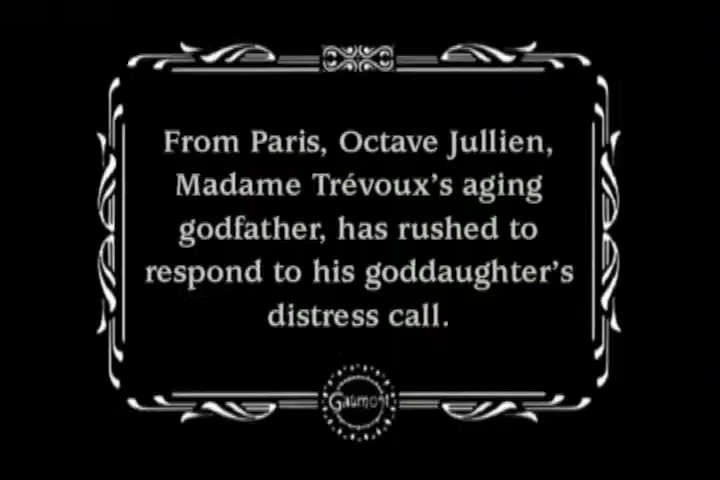 From Paris, Octave Jullien,
Madame Trévoux's aging
godfather, has rushed to
respond to his goddaughter's
distress call.
Gaumont